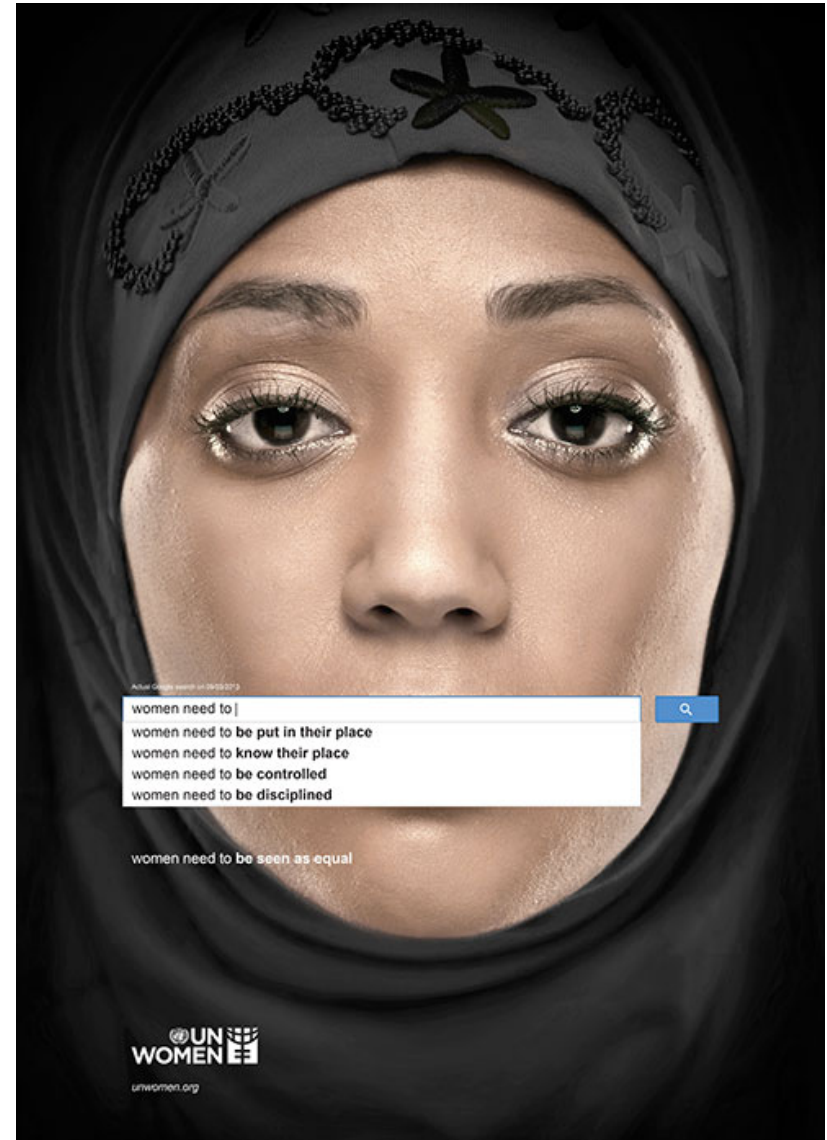 Actual Google search on 09/03/2013
women need to
women need to be put in their place
women need to know their place
women need to be controlled
women need to be disciplined
women need to be seen as equal
UN
WOMEN
unwomen.org